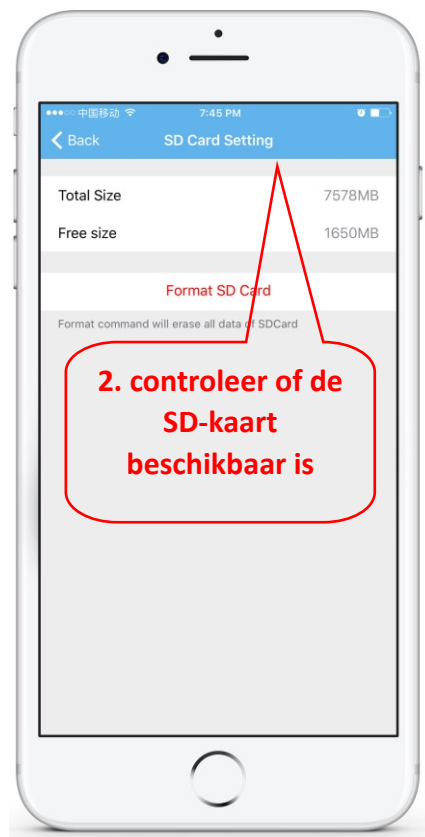 中国移动 7:45 PM
Back SD Card Setting
Total Size 7578MB
Free size 1650MB
Format SD Card
Format command will erase all data of SDCard
2. controleer of de
SD-kaart
beschikbaar is